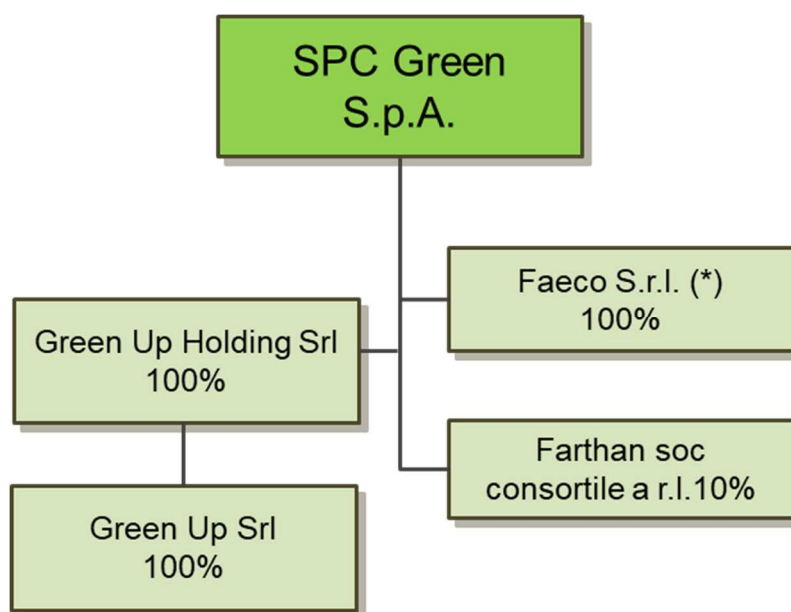 SPC Green
S.p.A.
Faeco S.r.l. (*)
100%
Green Up Holding Srl
100%
Farthan soc
consortile a r.l.10%
Green Up Srl
100%